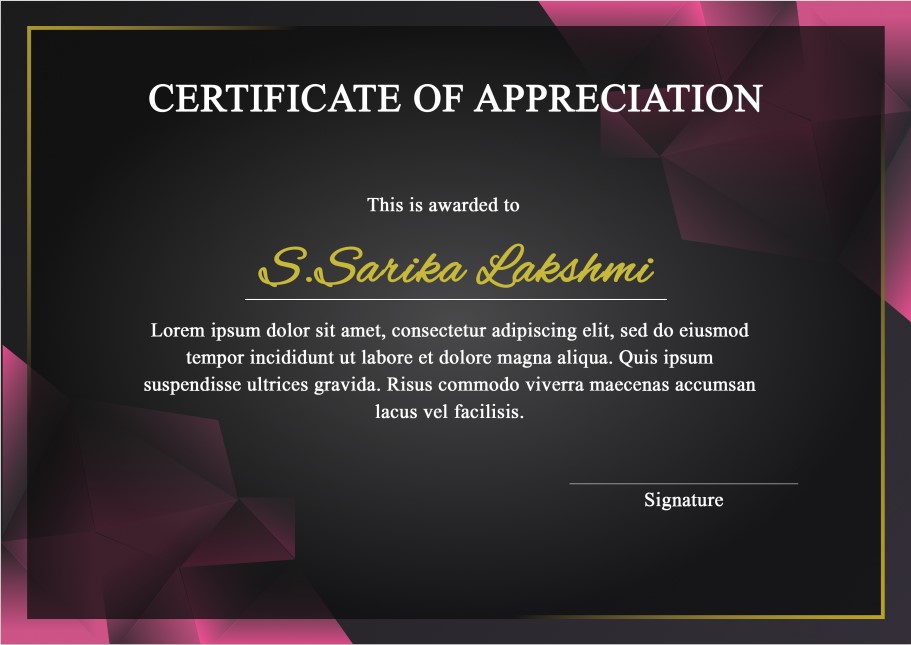 CERTIFICATE OF APPRECIATION
This is awarded to
S.Sarika Lakshmi
Lorem ipsum dolor sit amet, consectetur adipiscing elit, sed do eiusmod
tempor incididunt ut labore et dolore magna aliqua. Quis ipsum
suspendisse ultrices gravida. Risus commodo viverra maecenas accumsan
lacus vel facilisis.
Signature